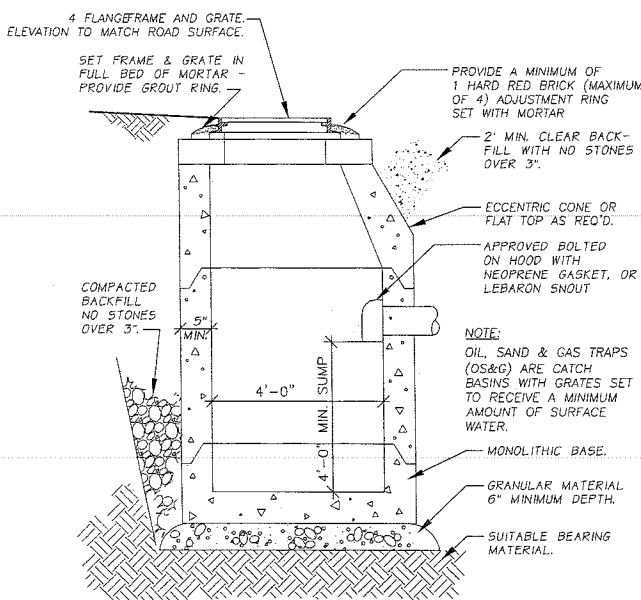 4 FLANGE FRAME AND GRATE.
ELEVATION TO MATCH ROAD SURFACE.
SET FRAME & GRATE IN
FULL BED OF MORTAR -
PROVIDE GROUT RING.
PROVIDE A MINIMUM OF
1 HARD RED BRICK (MAXIMUM
OF 4) ADJUSTMENT RING
SET WITH MORTAR
2' MIN. CLEAR BACK-
FILL WITH NO STONES
OVER 3".
ECCENTRIC CONE OR
FLAT TOP AS REQ'D.
APPROVED BOLTED
ON HOOD WITH
NEOPRENE GASKET, OR
LEBARON SNOUT
COMPACTED
BACKFILL
NO STONES
OVER 3".
5"
MIN.
4'-0"
4'-0" MIN. SUMP
NOTE:
OIL, SAND & GAS TRAPS
(OS&G) ARE CATCH
BASINS WITH GRATES SET
TO RECEIVE A MINIMUM
AMOUNT OF SURFACE
WATER.
MONOLITHIC BASE.
GRANULAR MATERIAL
6" MINIMUM DEPTH.
SUITABLE BEARING
MATERIAL.